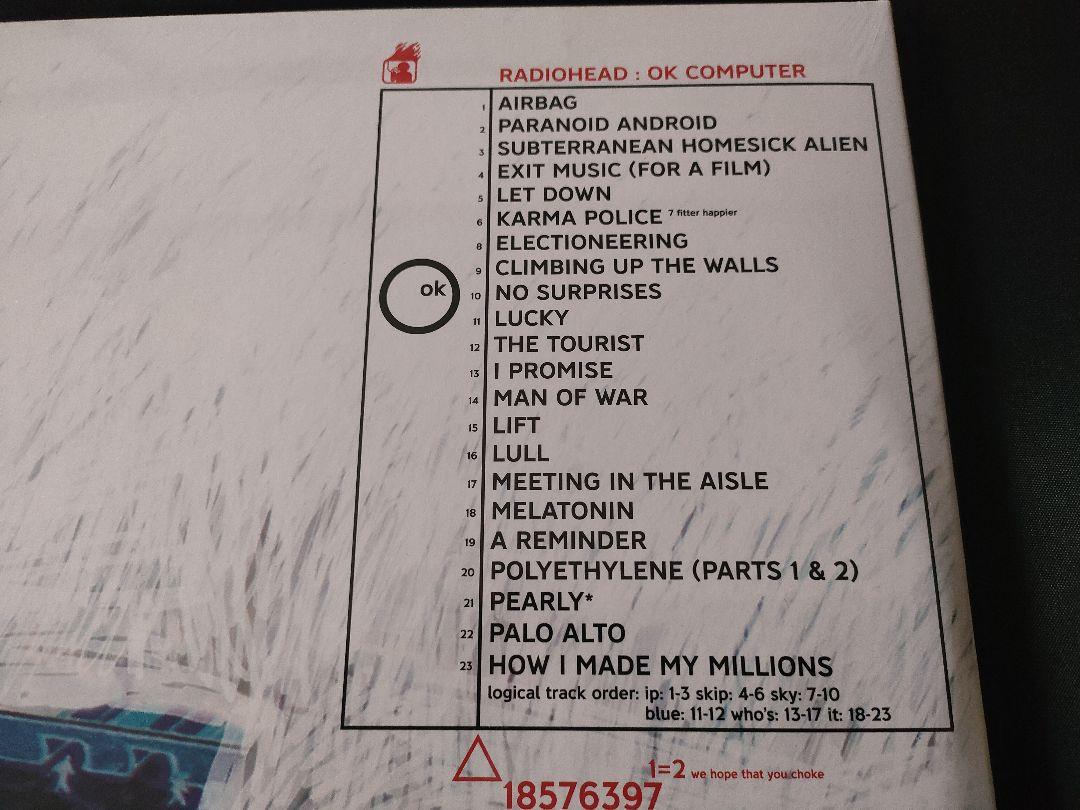 RADIOHEAD : OK COMPUTER
1 AIRBAG
2 PARANOID ANDROID
3 SUBTERRANEAN HOMESICK ALIEN
4 EXIT MUSIC (FOR A FILM)
5 LET DOWN
6 KARMA POLICE 7 fitter happier
8 ELECTIONEERING
9 CLIMBING UP THE WALLS
ok
10 NO SURPRISES
11 LUCKY
12 THE TOURIST
13 I PROMISE
14 MAN OF WAR
15 LIFT
16 LULL
17 MEETING IN THE AISLE
18 MELATONIN
19 A REMINDER
20 POLYETHYLENE (PARTS 1 & 2)
21 PEARLY*
22 PALO ALTO
23 HOW I MADE MY MILLIONS
logical track order: ip: 1-3 skip: 4-6 sky: 7-10
blue: 11-12 who's: 13-17 it: 18-23
1=2 we hope that you choke
18576397